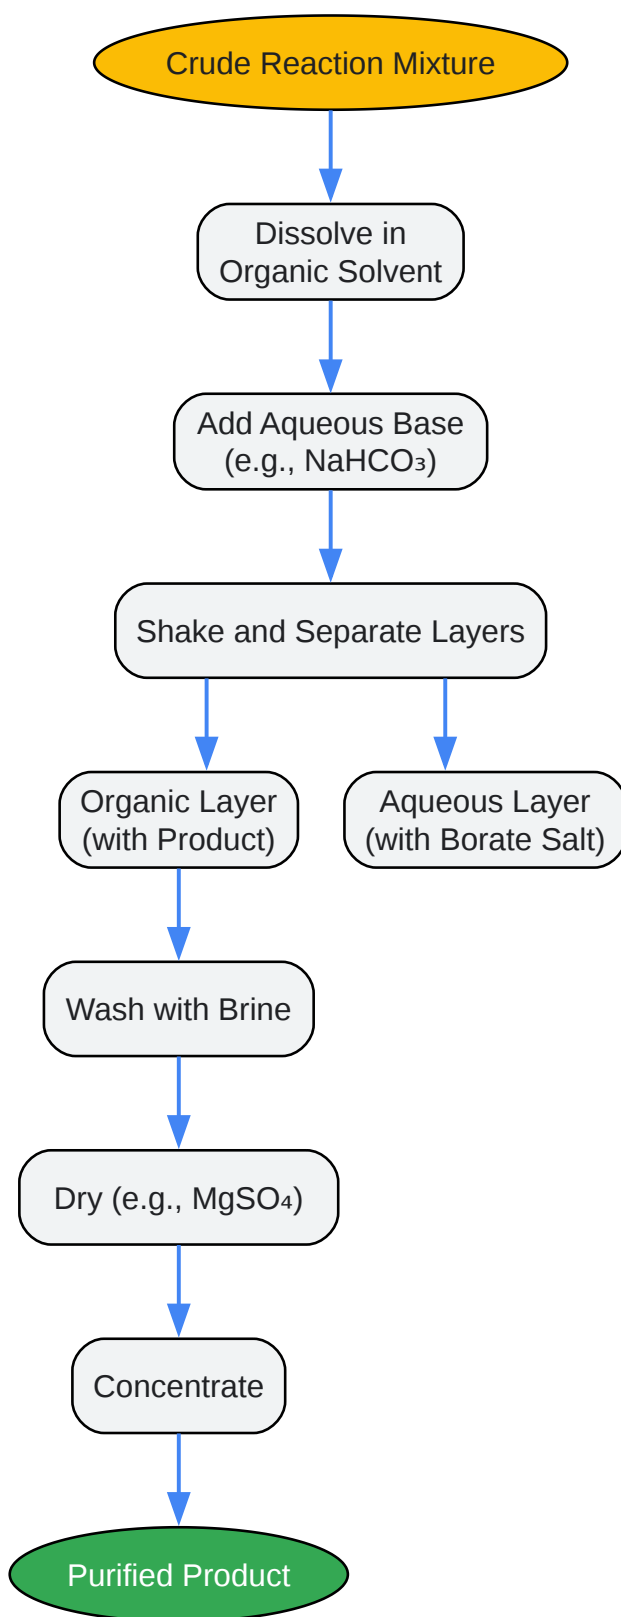 Crude Reaction Mixture
Dissolve in
Organic Solvent
Add Aqueous Base
(e.g., NaHCO₃)
Shake and Separate Layers
Organic Layer
(with Product)
Aqueous Layer
(with Borate Salt)
Wash with Brine
Dry (e.g., MgSO₄)
Concentrate
Purified Product